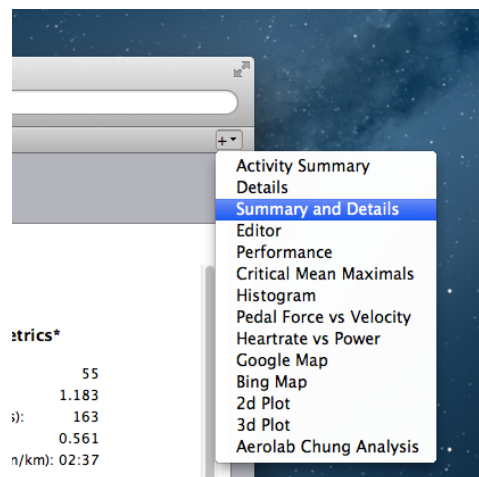 +
Activity Summary
Details
Summary and Details
Editor
Performance
Critical Mean Maximals
Histogram
Pedal Force vs Velocity
Heartrate vs Power
Google Map
Bing Map
2d Plot
3d Plot
Aerolab Chung Analysis
etrics*
55
1.183
s): 163
0.561
n/km): 02:37